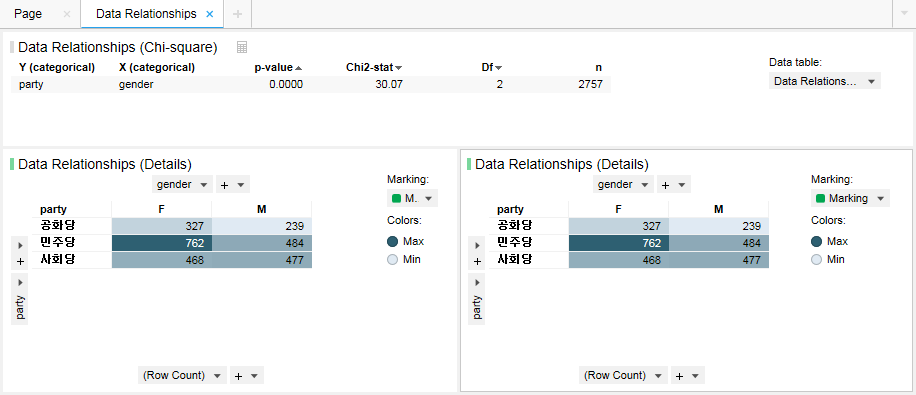 Page × Data Relationships × +
Data Relationships (Chi-square)
Y (categorical) X (categorical) p-value Chi2-stat Df n
party gender 0.0000 30.07 2 2757
Data table:
Data Relations...
Data Relationships (Details)
gender +
party F M
공화당 327 239
민주당 762 484
사회당 468 477
+
party
(Row Count) +
Marking:
M.
Colors:
Max
Min
Data Relationships (Details)
gender +
party F M
공화당 327 239
민주당 762 484
사회당 468 477
+
party
(Row Count) +
Marking:
Marking
Colors:
Max
Min